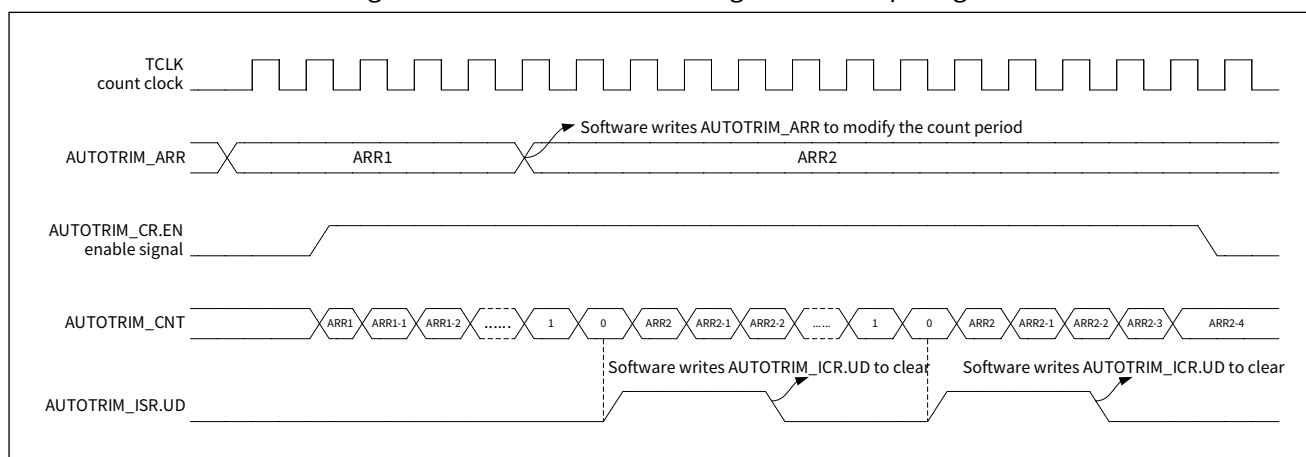 TCLK
count clock
Software writes AUTOTRIM_ARR to modify the count period
AUTOTRIM_ARR ARR1 ARR2
AUTOTRIM_CR.EN
enable signal
AUTOTRIM_CNT ARR1 ARR1-1 ARR1-2 ...... 1 0 ARR2 ARR2-1 ARR2-2 ...... 1 0 ARR2 ARR2-1 ARR2-2 ARR2-3 ARR2-4
Software writes AUTOTRIM_ICR.UD to clear Software writes AUTOTRIM_ICR.UD to clear
AUTOTRIM_ISR.UD